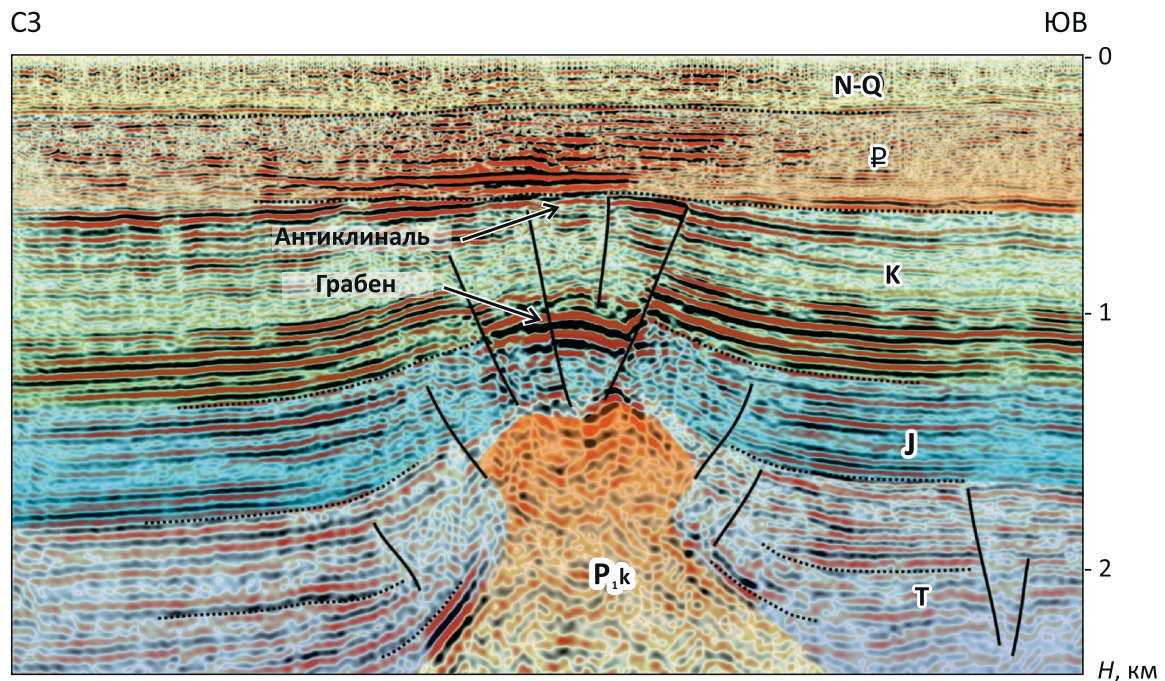 СЗ
ЮВ
0
N-Q
₽
Антиклиналь
K
Грабен
1
J
P₁k
2
T
H, км